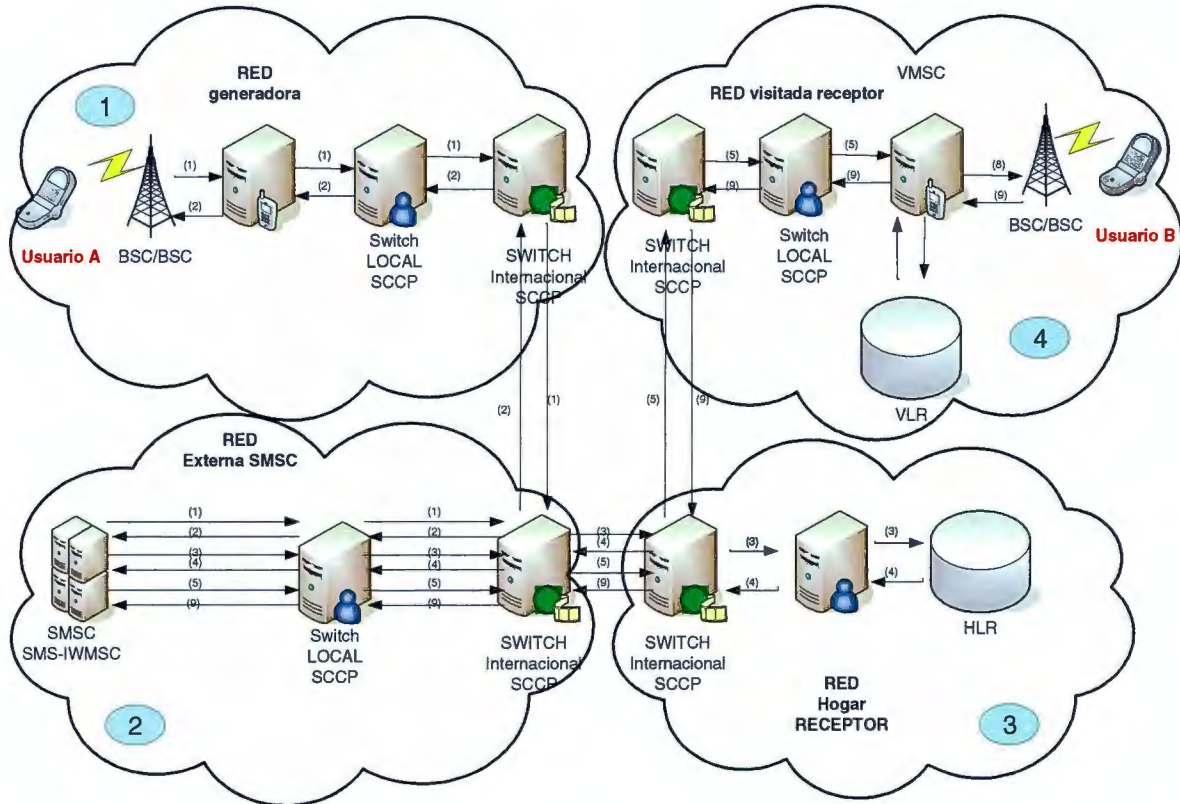 RED
generadora
1
(1)
(1)
(1)
(2)
(2)
(2)
Usuario A
BSC/BSC
Switch
LOCAL
SCCP
SWITCH
Internacional
SCCP
VMSC
RED visitada receptor
(5)
(5)
(8)
(9)
(9)
(9)
BSC/BSC
Usuario B
SWITCH
Internacional
SCCP
Switch
LOCAL
SCCP
4
VLR
(2)
(1)
(5)
(9)
RED
Externa SMSC
(1)
(1)
(2)
(2)
(3)
(3)
(4)
(4)
(5)
(5)
(9)
(9)
SMSC
SMS-IWMSC
Switch
LOCAL
SCCP
SWITCH
Internacional
SCCP
2
(3)
(4)
(5)
(9)
(3)
(3)
(4)
(4)
SWITCH
Internacional
SCCP
HLR
RED
Hogar
RECEPTOR
3